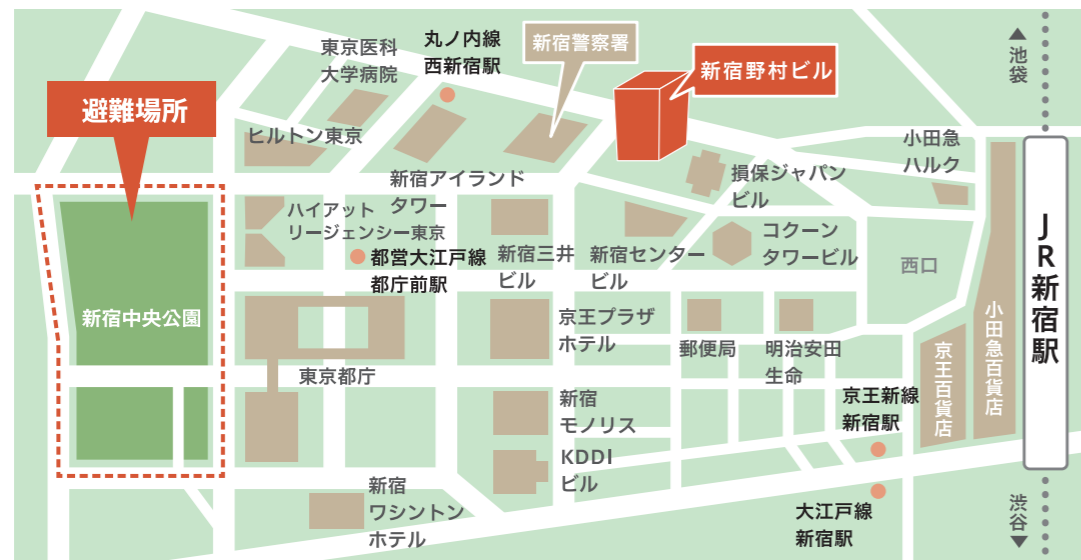 東京医科
大学病院
丸ノ内線
西新宿駅
新宿警察署
新宿野村ビル
▲池袋
避難場所
ヒルトン東京
小田急
ハルク
新宿アイランド
タワー
損保ジャパン
ビル
ハイアット
リージェンシー東京
都営大江戸線
都庁前駅
新宿三井
ビル
新宿センター
ビル
コクーン
タワービル
西口
JR新宿駅
新宿中央公園
京王プラザ
ホテル
郵便局
明治安田
生命
小田急百貨店
京王百貨店
東京都庁
京王新線
新宿駅
新宿
モノリス
KDDI
ビル
新宿
ワシントン
ホテル
大江戸線
新宿駅
渋谷▼